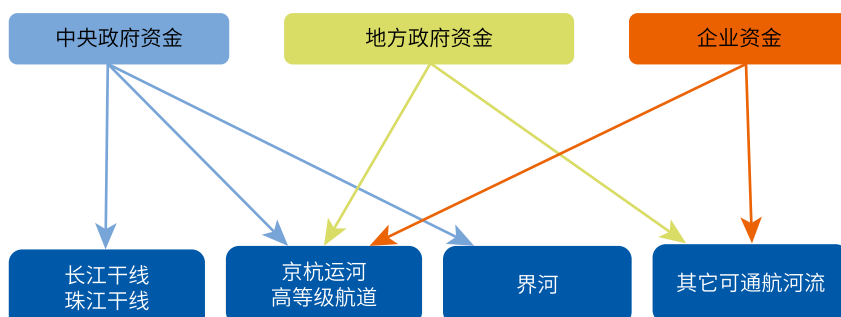 中央政府资金
地方政府资金
企业资金
长江干线
珠江干线
京杭运河
高等级航道
界河
其它可通航河流